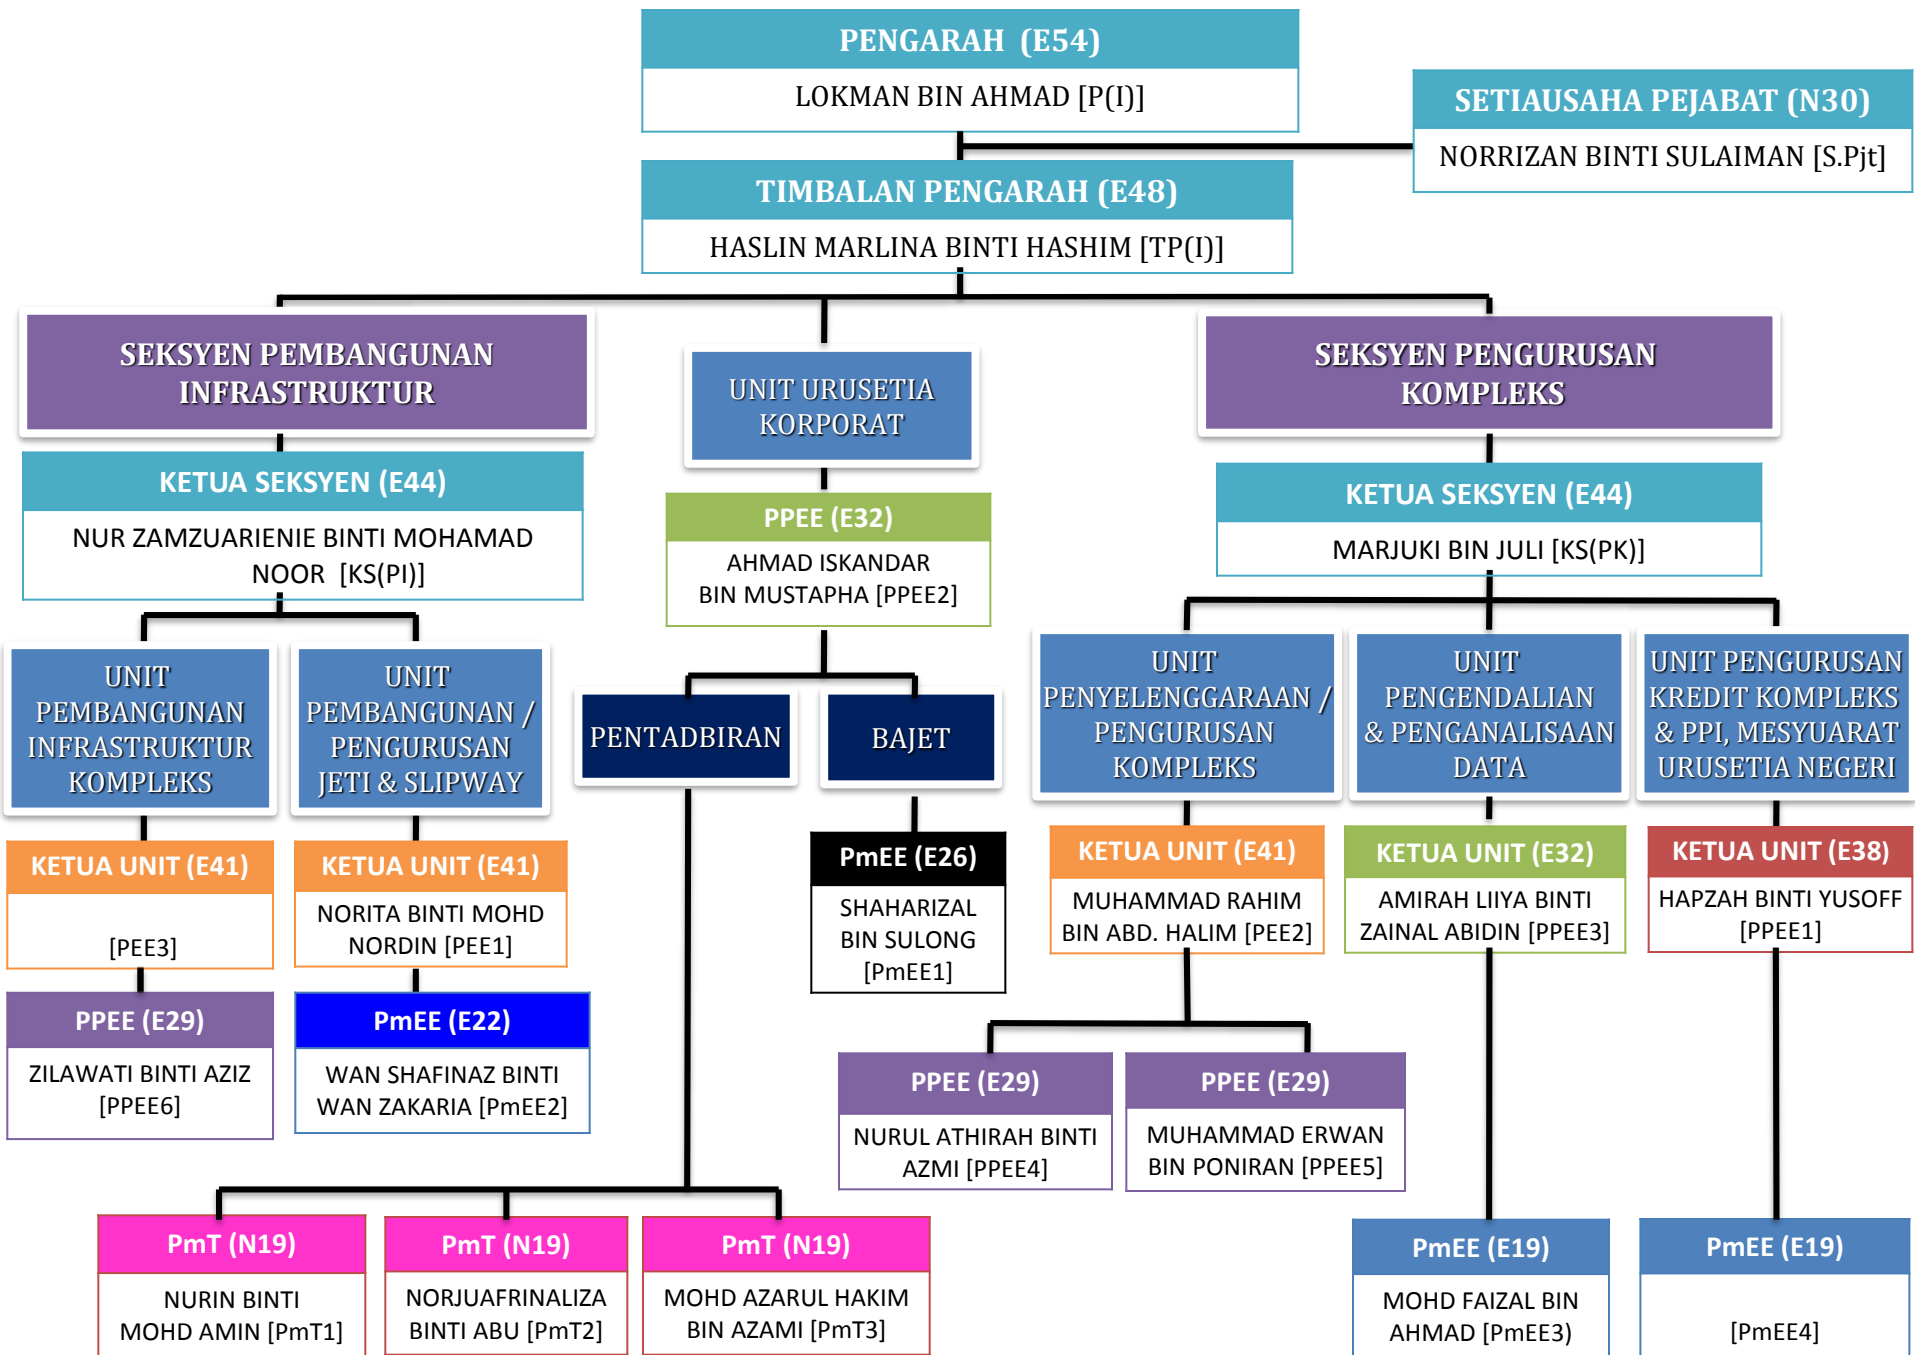 PENGARAH (E54)
LOKMAN BIN AHMAD [P(I)]
SETIAUSAHA PEJABAT (N30)
NORRIZAN BINTI SULAIMAN [S.Pjt]
TIMBALAN PENGARAH (E48)
HASLIN MARLINA BINTI HASHIM [TP(I)]
SEKSYEN PEMBANGUNAN
INFRASTRUKTUR
KETUA SEKSYEN (E44)
NUR ZAMZUARIENIE BINTI MOHAMAD
NOOR [KS(PI)]
UNIT
PEMBANGUNAN
INFRASTRUKTUR
KOMPLEKS
KETUA UNIT (E41)
[PEE3]
PPEE (E29)
ZILAWATI BINTI AZIZ
[PPEE6]
UNIT
PEMBANGUNAN /
PENGURUSAN
JETI & SLIPWAY
KETUA UNIT (E41)
NORITA BINTI MOHD
NORDIN [PEE1]
PmEE (E22)
WAN SHAFINAZ BINTI
WAN ZAKARIA [PmEE2]
UNIT URUSETIA
KORPORAT
PPEE (E32)
AHMAD ISKANDAR
BIN MUSTAPHA [PPEE2]
PENTADBIRAN
BAJET
PmEE (E26)
SHAHARIZAL
BIN SULONG
[PmEE1]
PmT (N19)
NURIN BINTI
MOHD AMIN [PmT1]
PmT (N19)
NORJUAFRINALIZA
BINTI ABU [PmT2]
PmT (N19)
MOHD AZARUL HAKIM
BIN AZAMI [PmT3]
SEKSYEN PENGURUSAN
KOMPLEKS
KETUA SEKSYEN (E44)
MARJUKI BIN JULI [KS(PK)]
UNIT
PENYELENGGARAAN /
PENGURUSAN
KOMPLEKS
KETUA UNIT (E41)
MUHAMMAD RAHIM
BIN ABD. HALIM [PEE2]
PPEE (E29)
NURUL ATHIRAH BINTI
AZMI [PPEE4]
PPEE (E29)
MUHAMMAD ERWAN
BIN PONIRAN [PPEE5]
UNIT
PENGENDALIAN
& PENGANALISAAN
DATA
KETUA UNIT (E32)
AMIRAH LIIYA BINTI
ZAINAL ABIDIN [PPEE3]
PmEE (E19)
MOHD FAIZAL BIN
AHMAD [PmEE3)
UNIT PENGURUSAN
KREDIT KOMPLEKS
& PPI, MESYUARAT
URUSETIA NEGERI
KETUA UNIT (E38)
HAPZAH BINTI YUSOFF
[PPEE1]
PmEE (E19)
[PmEE4]